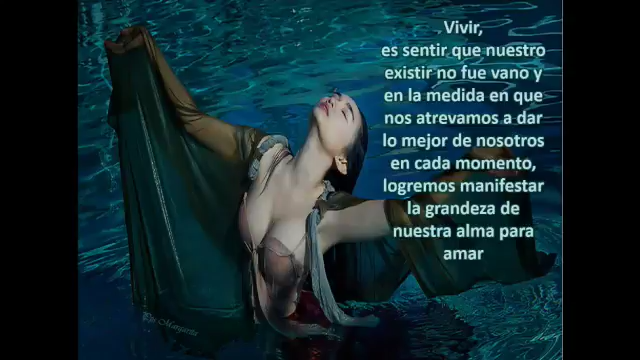 Vivir,
es sentir que nuestro
existir no fue vano y
en la medida en que
nos atrevamos a dar
lo mejor de nosotros
en cada momento,
logremos manifestar
la grandeza de
nuestra alma para
amar
Margarita